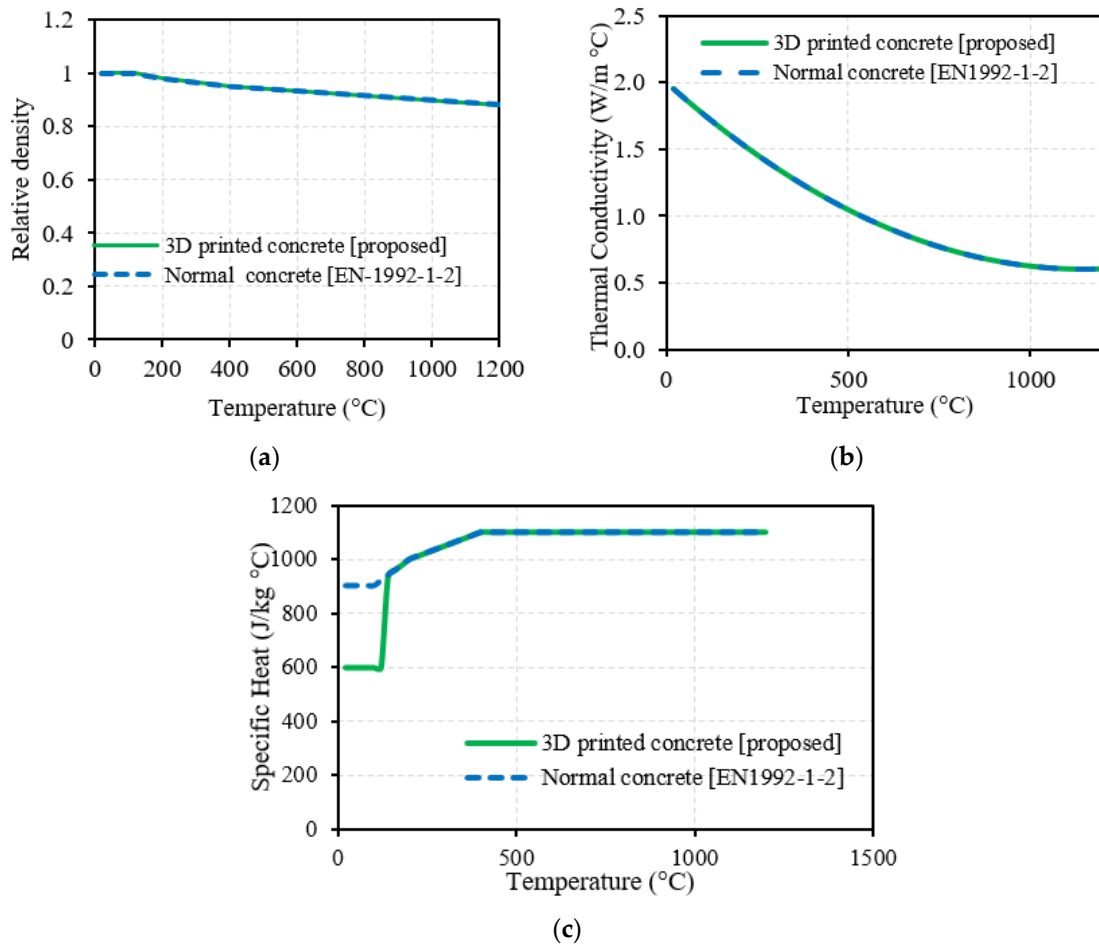 1.2
1
0.8
0.6
0.4
0.2
0
Relative density
3D printed concrete [proposed]
Normal concrete [EN-1992-1-2]
0 200 400 600 800 1000 1200
Temperature (°C)
(a)
2.5
2.0
1.5
1.0
0.5
0.0
Thermal Conductivity (W/m °C)
3D printed concrete [proposed]
Normal concrete [EN1992-1-2]
0 500 1000
Temperature (°C)
(b)
1200
1000
800
600
400
200
0
Specific Heat (J/kg °C)
3D printed concrete [proposed]
Normal concrete [EN1992-1-2]
0 500 1000 1500
Temperature (°C)
(c)